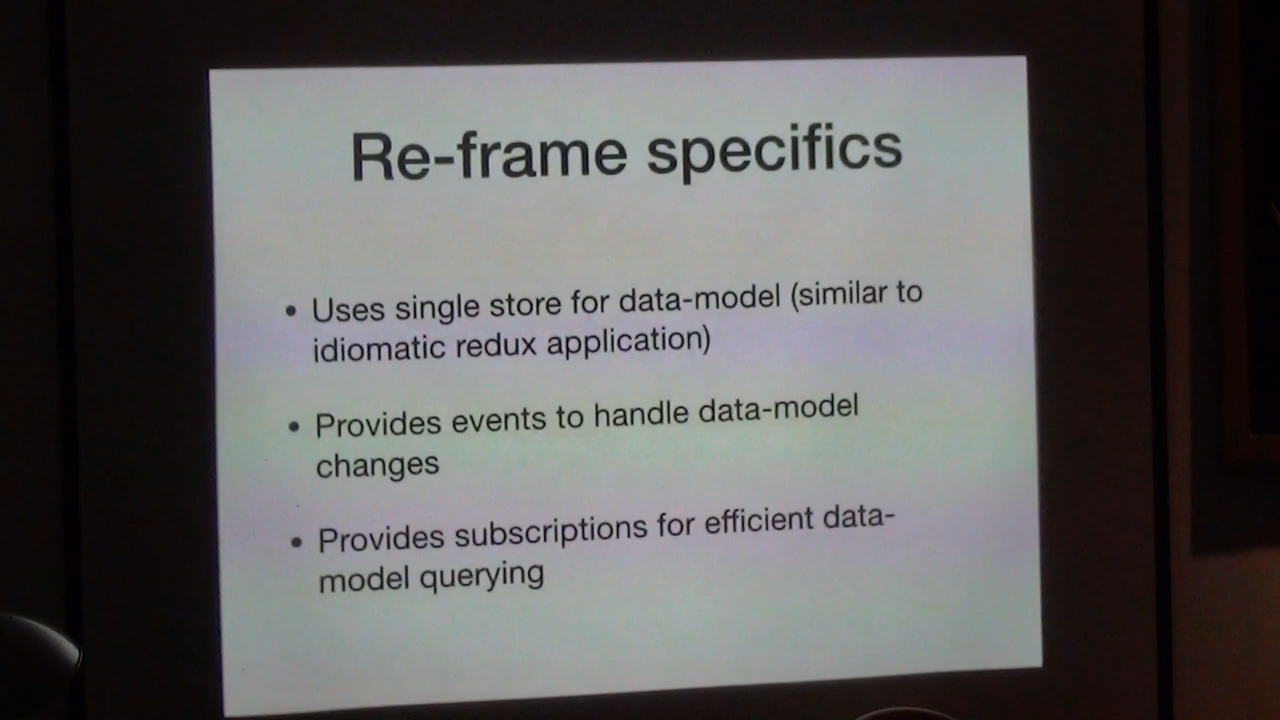 Re-frame specifics
• Uses single store for data-model (similar to
idiomatic redux application)
• Provides events to handle data-model
changes
• Provides subscriptions for efficient data-
model querying